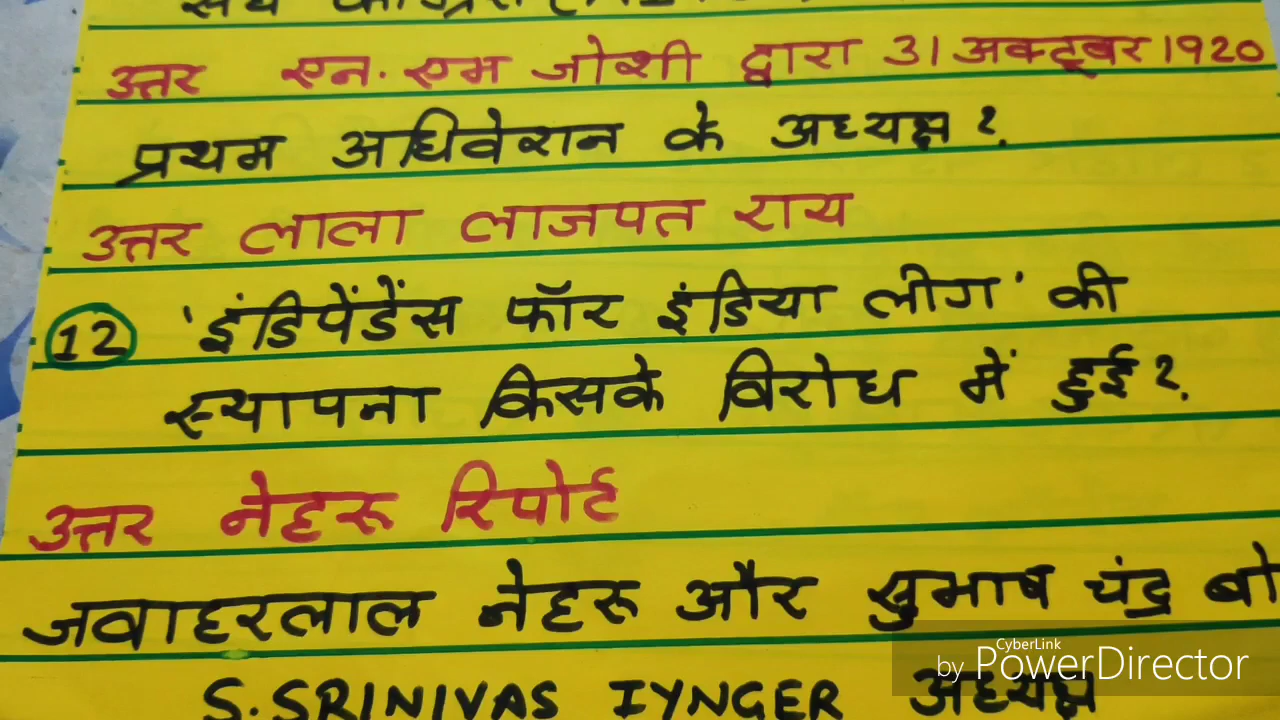 उत्तर एन. एम जोशी द्वारा 31 अक्टूबर 1920
प्रथम अधिवेशन के अध्यक्ष ?
उत्तर लाला लाजपत राय
12 'इंडिपेंडेंस फॉर इंडिया लीग' की
स्थापना किसके विरोध में हुई ?
उत्तर नेहरू रिपोर्ट
जवाहरलाल नेहरू और सुभाष चंद्र बो
S. SRINIVAS IYNGER अध्यक्ष
CyberLink
by PowerDirector